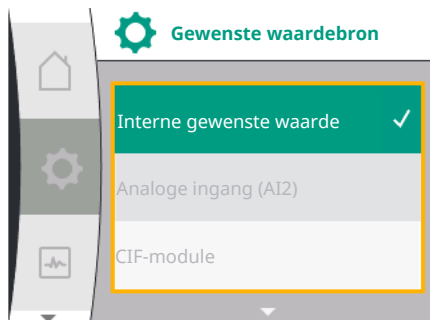 Gewenste waardebron
Interne gewenste waarde
Analoge ingang (AI2)
CIF-module